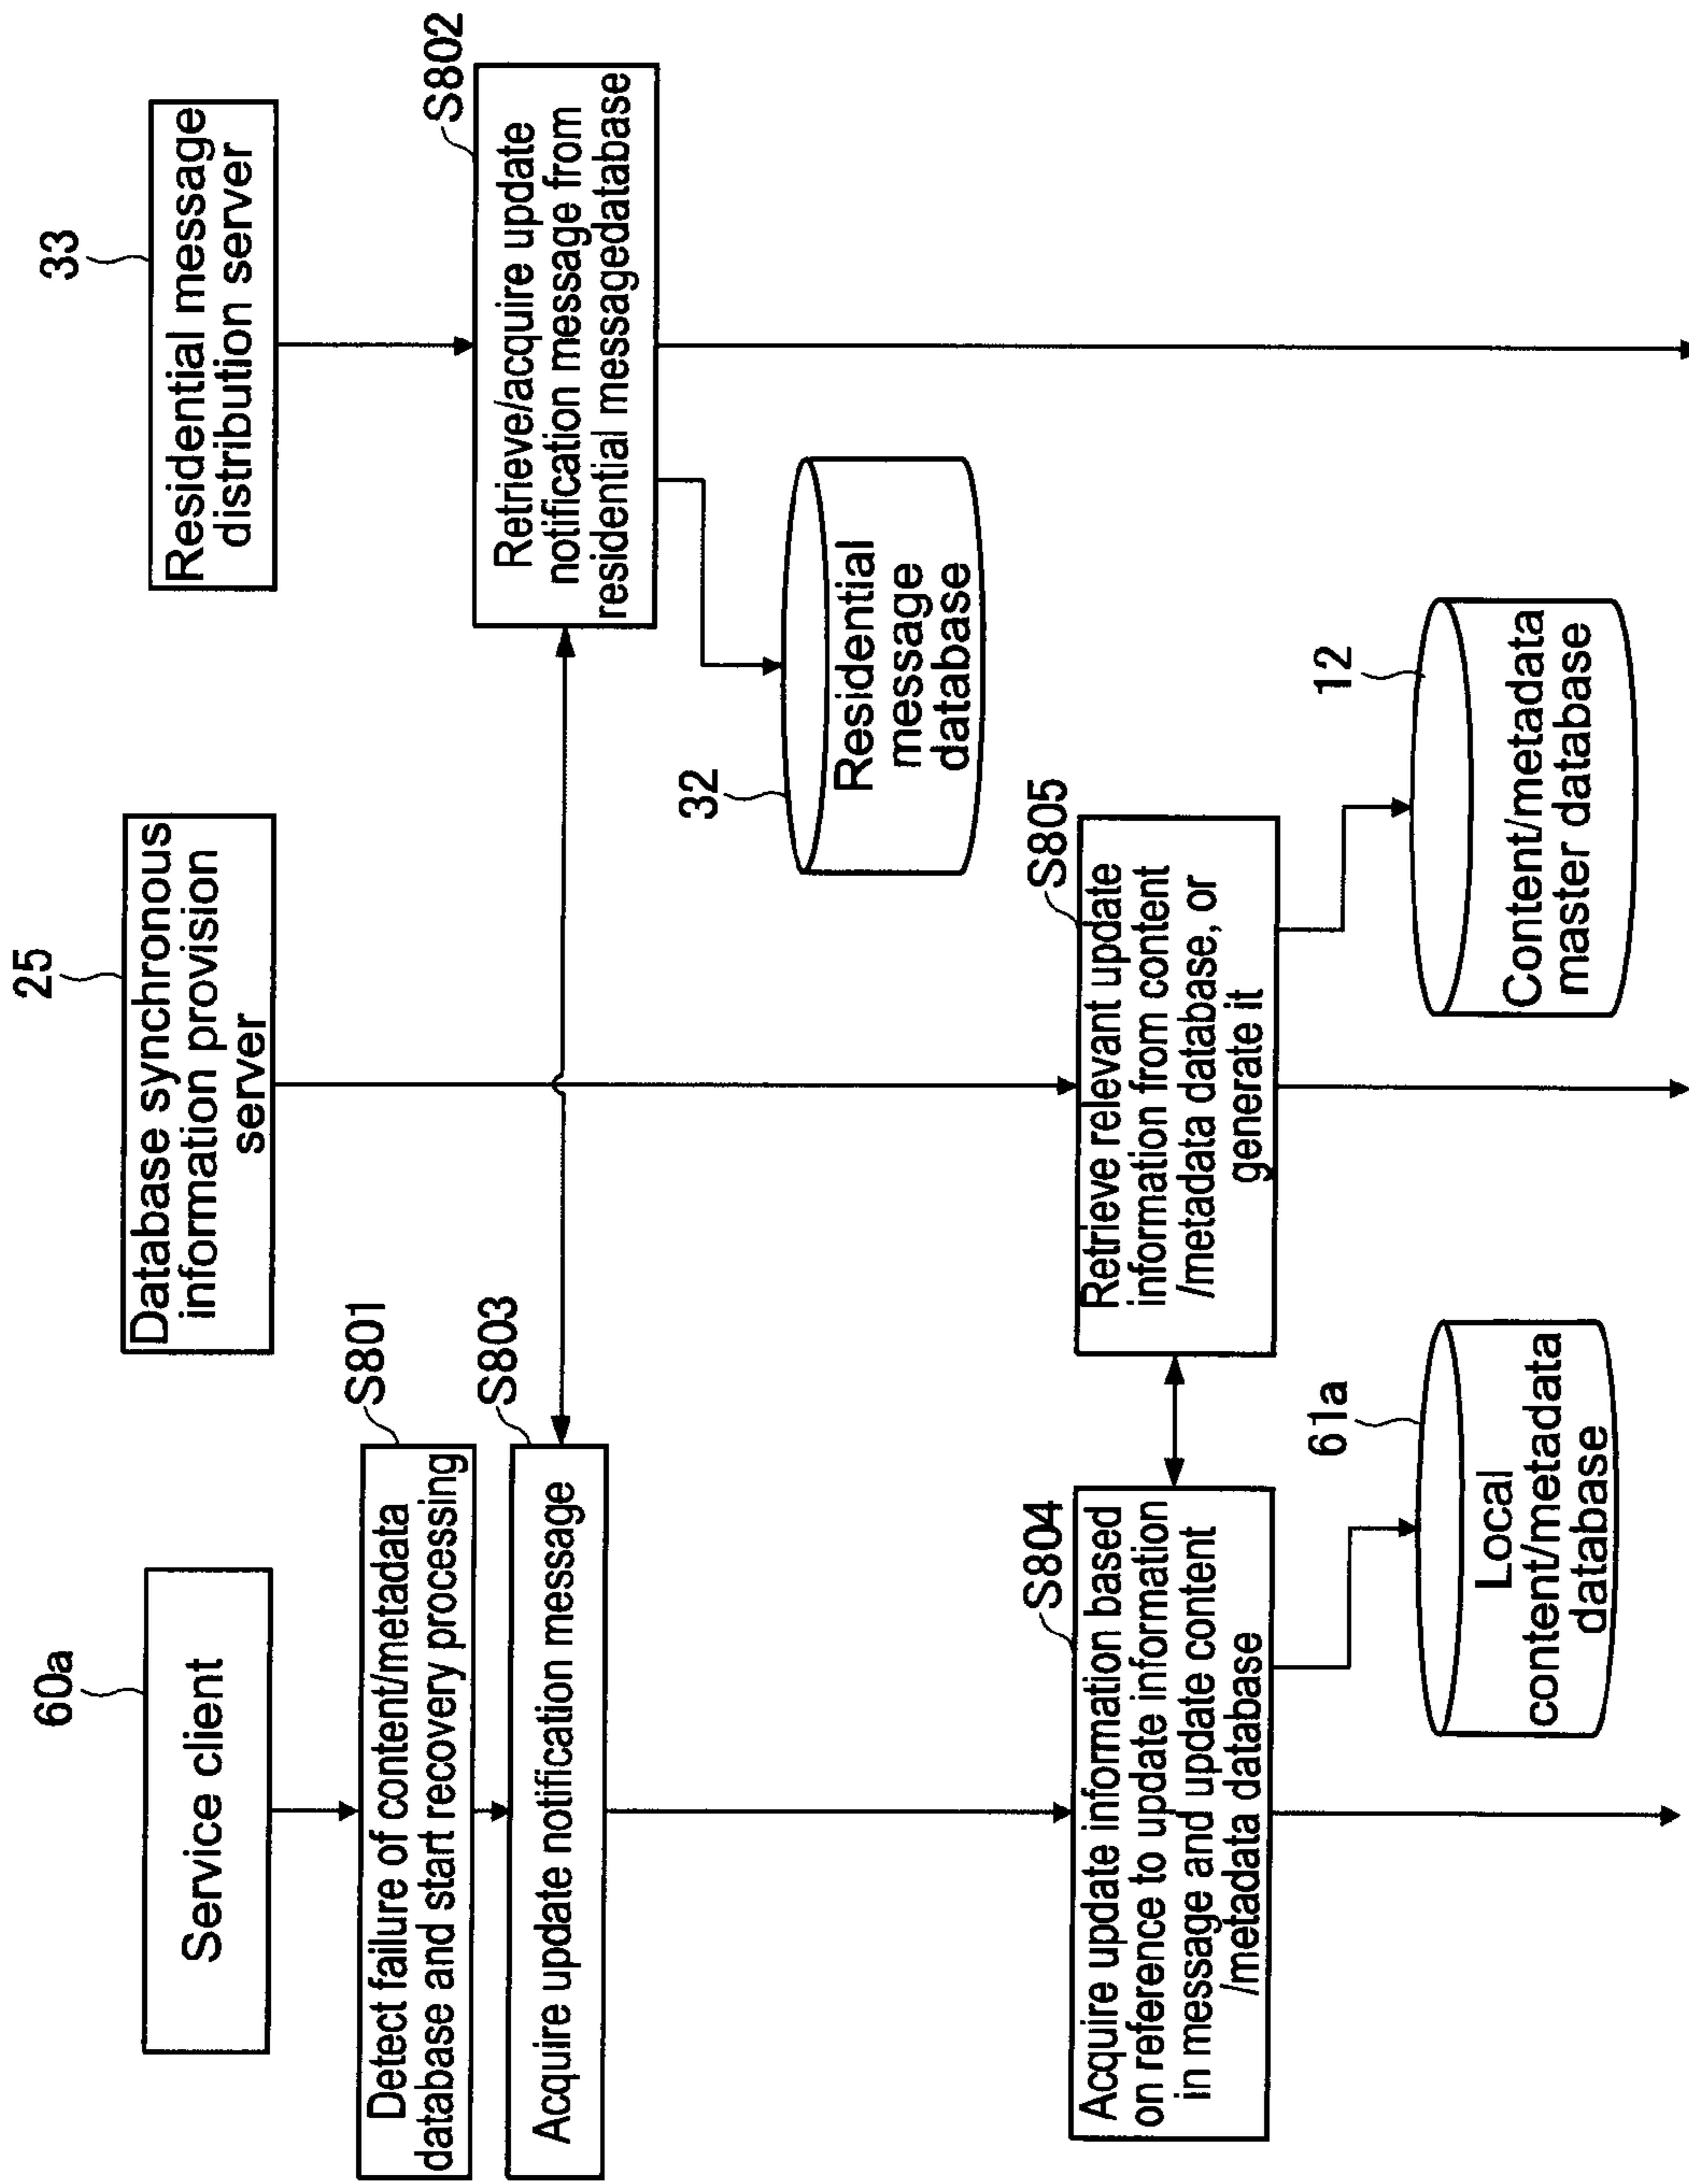 60a
Service client
25
Database synchronous
information provision
server
33
Residential message
distribution server
S801
Detect failure of content/metadata
database and start recovery processing
S802
Retrieve/acquire update
notification message from
residential messagedatabase
S803
Acquire update notification message
32
Residential
message
database
S804
Acquire update information based
on reference to update information
in message and update content
/metadata database
S805
Retrieve relevant update
information from content
/metadata database, or
generate it
61a
Local
content/metadata
database
12
Content/metadata
master database